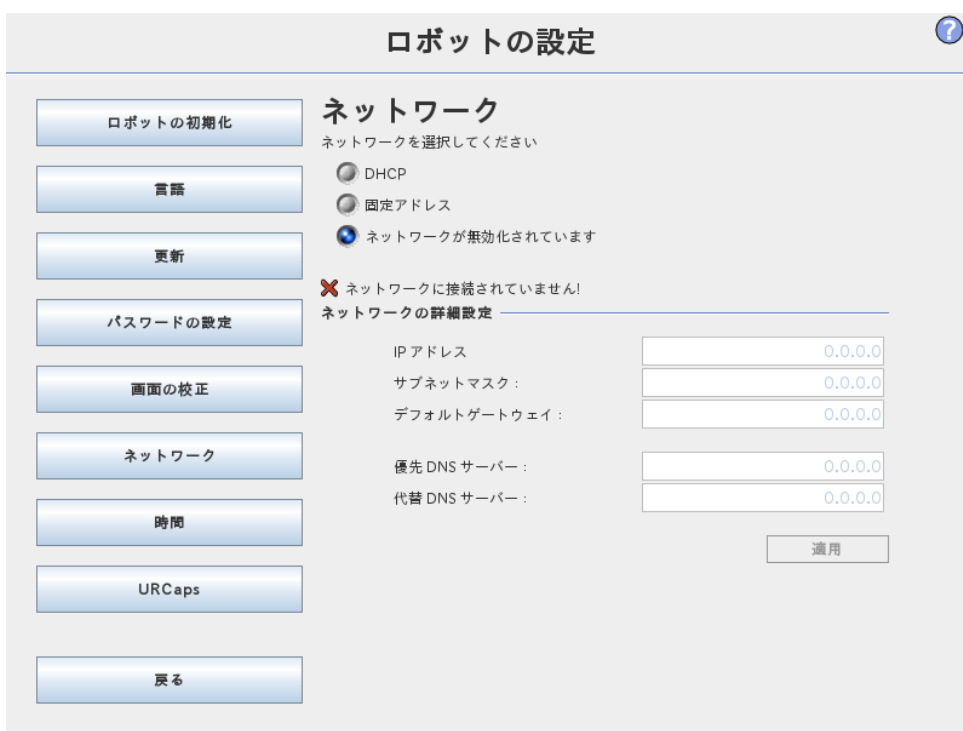 ロボットの設定
?
ロボットの初期化
言語
更新
パスワードの設定
画面の校正
ネットワーク
時間
URCaps
戻る
ネットワーク
ネットワークを選択してください
DHCP
固定アドレス
ネットワークが無効化されています
ネットワークに接続されていません!
ネットワークの詳細設定
IP アドレス 0.0.0.0
サブネットマスク : 0.0.0.0
デフォルトゲートウェイ : 0.0.0.0
優先 DNS サーバー : 0.0.0.0
代替 DNS サーバー : 0.0.0.0
適用